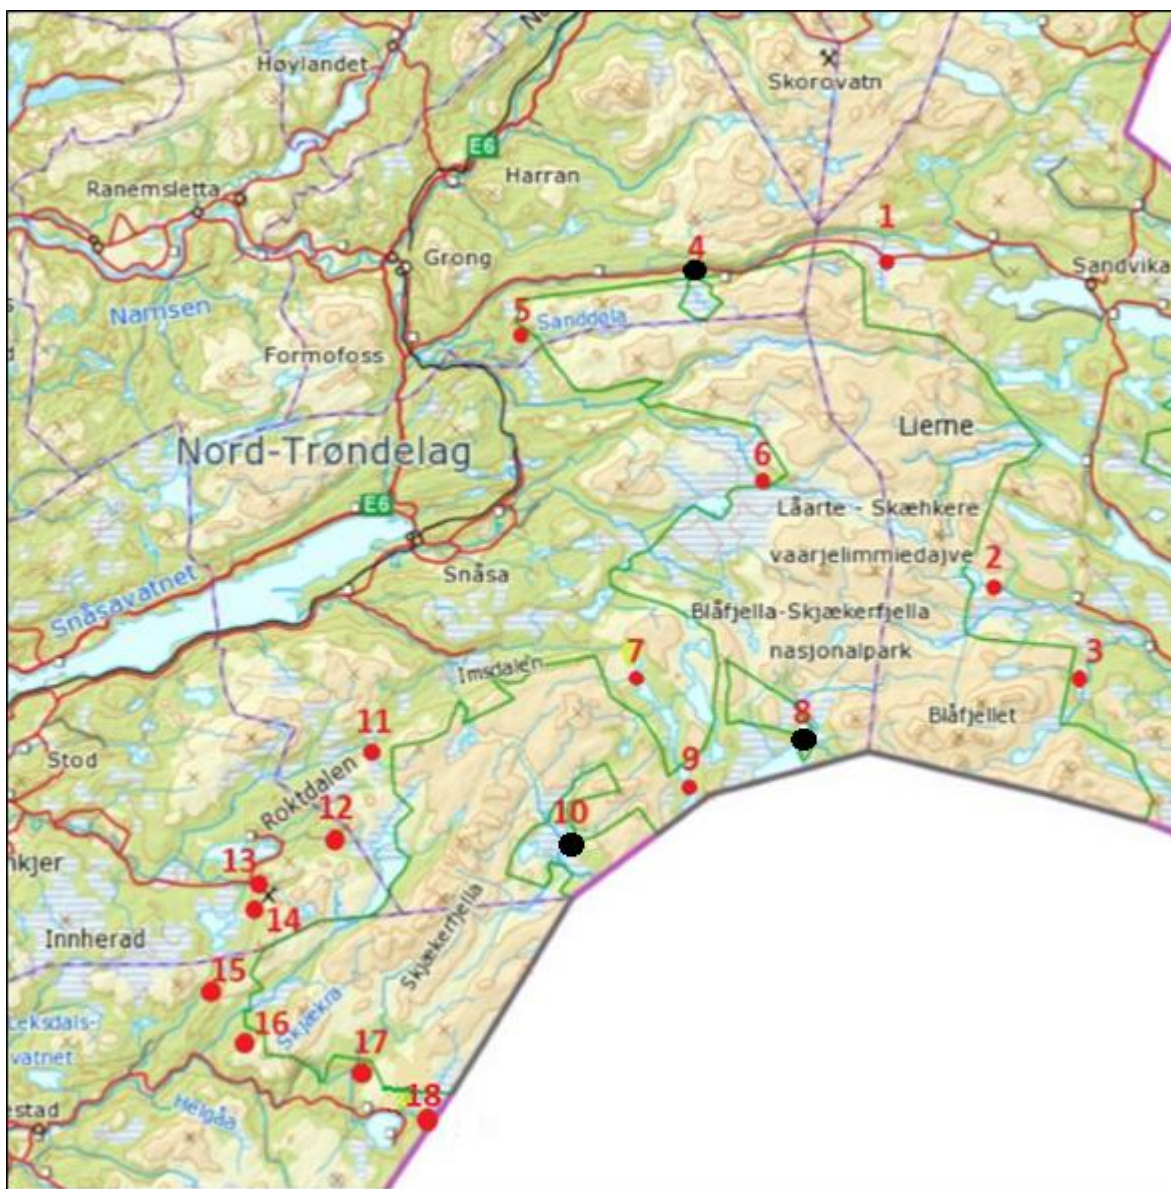 Høylandet
Skorovatn
E6
Harran
Ranemsletta
1
Grong
4
Sandvika
Namsen
5
Sanddøla
Formofoss
Nord-Trøndelag
Lierne
6
E6
Låarte - Skæhkere
vaarjelimmiedajve
2
Snåsa
Snåsavatnet
Blåfjella-Skjækerfjella
nasjonalpark
7
Imsdalen
3
8
Blåfjellet
11
Stod
Roktdalen
9
12
10
13
14
Innherad
Skjækerfjella
15
Skjækra
16
vatnet
17
18
Helgåa